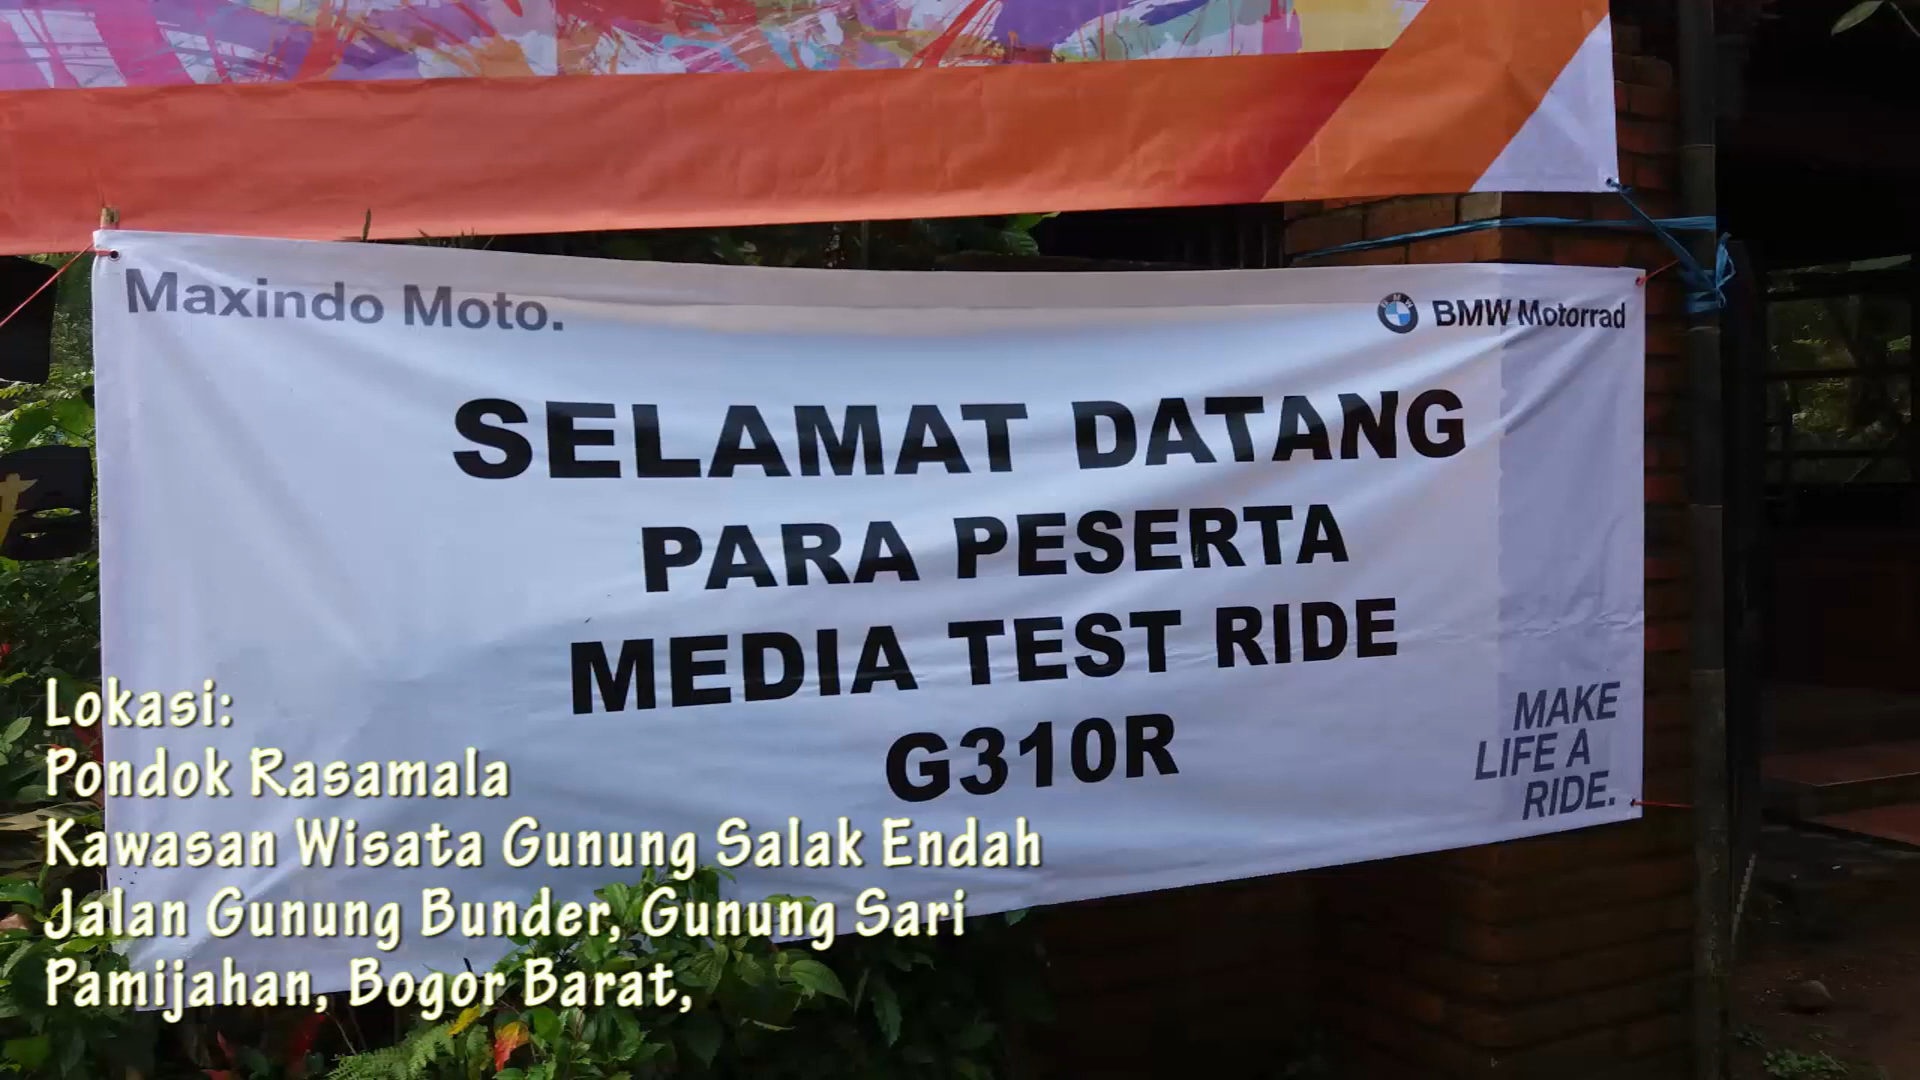 Maxindo Moto.
BMW Motorrad
SELAMAT DATANG
PARA PESERTA
MEDIA TEST RIDE
G310R
MAKE
LIFE A
RIDE.
Lokasi:
Pondok Rasamala
Kawasan Wisata Gunung Salak Endah
Jalan Gunung Bunder, Gunung Sari
Pamijahan, Bogor Barat,